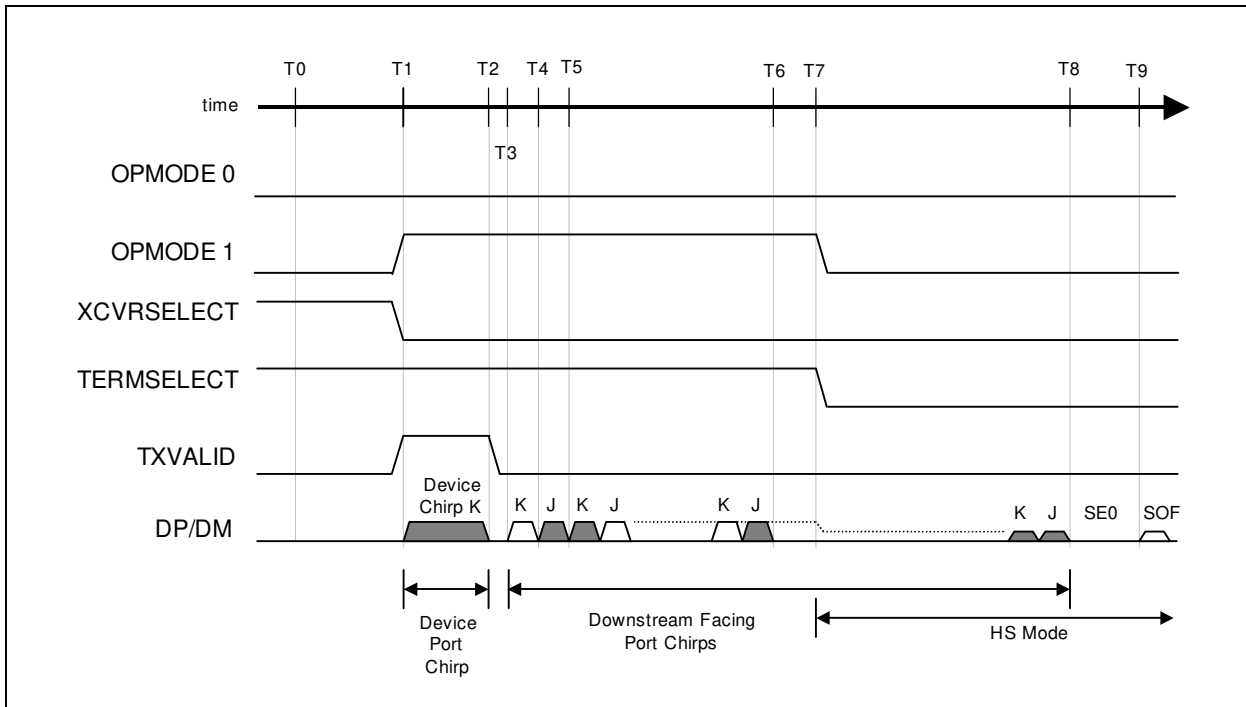 T0 T1 T2 T4 T5 T6 T7 T8 T9
time
T3
OPMODE 0
OPMODE 1
XCVRSELECT
TERMSELECT
TXVALID
Device
Chirp K
K J K J K J K J SE0 SOF
DP/DM
Device
Port
Chirp
Downstream Facing
Port Chirps
HS Mode